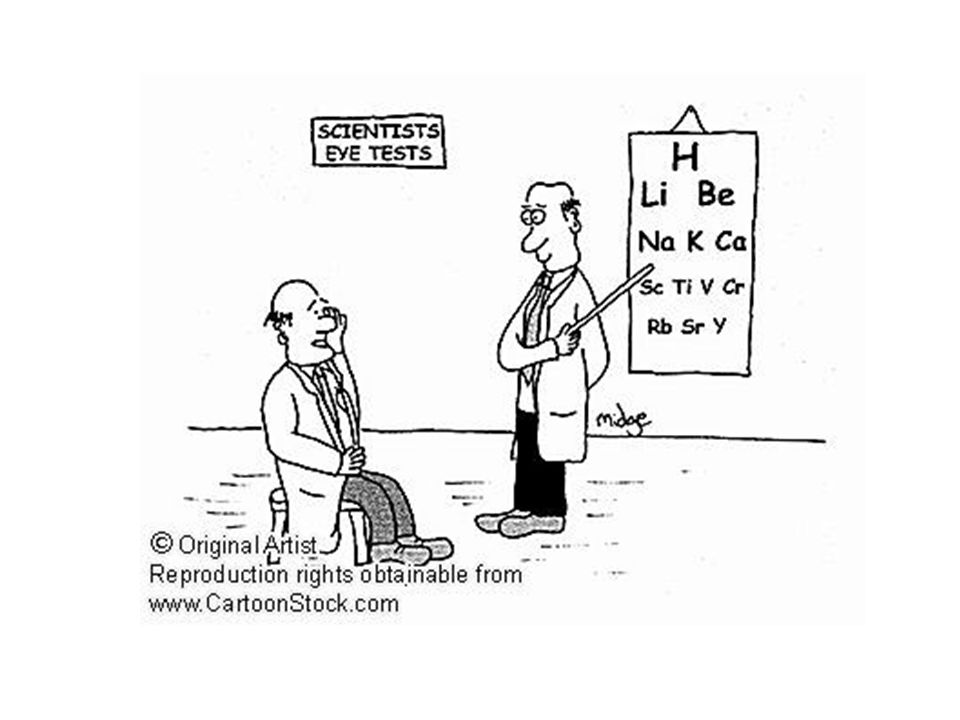 SCIENTISTS
EYE TESTS
H
Li Be
Na K Ca
Sc Ti V Cr
Rb Sr Y
midge
© Original Artist
Reproduction rights obtainable from
www.CartoonStock.com